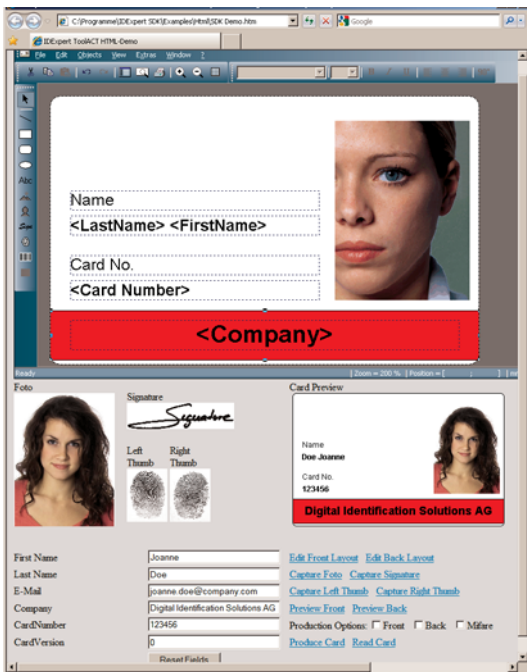 C:\Programme\IDExpert SDK\Examples\Html\SDK Demo.htm
Google
IDExpert ToolACT HTML-Demo
File Edit Objects View Extras Window ?
Abc
Name
<LastName> <FirstName>
Card No.
<Card Number>
<Company>
Ready
Zoom = 200 % | Position = [ ; ] | mm
Foto
Signature
Card Preview
Signature
Left Thumb
Right Thumb
Name
Doe Joanne
Card No.
123456
Digital Identification Solutions AG
First Name Joanne Edit Front Layout Edit Back Layout
Last Name Doe Capture Foto Capture Signature
E-Mail joanne.doe@company.com Capture Left Thumb Capture Right Thumb
Company Digital Identification Solutions AG Preview Front Preview Back
CardNumber 123456 Production Options: Front Back Mifare
CardVersion 0 Produce Card Read Card
Reset Fields